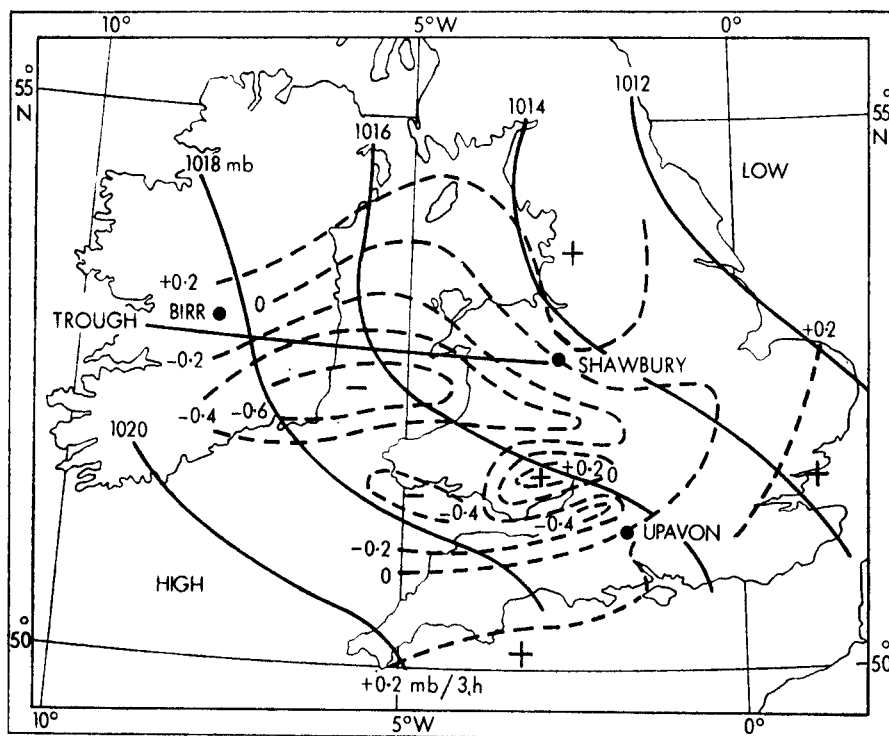 10° 5°W 0°
55° N
55° N
1012
1014
1016
1018 mb
LOW
+0·2
0
BIRR
TROUGH
+0·2
-0·2
SHAWBURY
-0·4 -0·6
1020
+0·2 0
-0·4
-0·4
UPAVON
-0·2
0
HIGH
50°
50°
+0·2 mb/3,h
10° 5°W 0°